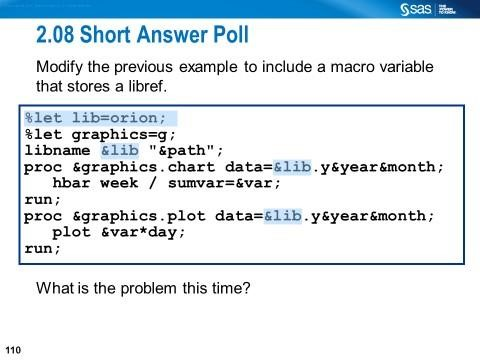 sas THE POWER TO KNOW
2.08 Short Answer Poll
Modify the previous example to include a macro variable
that stores a libref.
%let lib=orion;
%let graphics=g;
libname &lib "&path";
proc &graphics.chart data=&lib.y&year&month;
hbar week / sumvar=&var;
run;
proc &graphics.plot data=&lib.y&year&month;
plot &var*day;
run;
What is the problem this time?
110